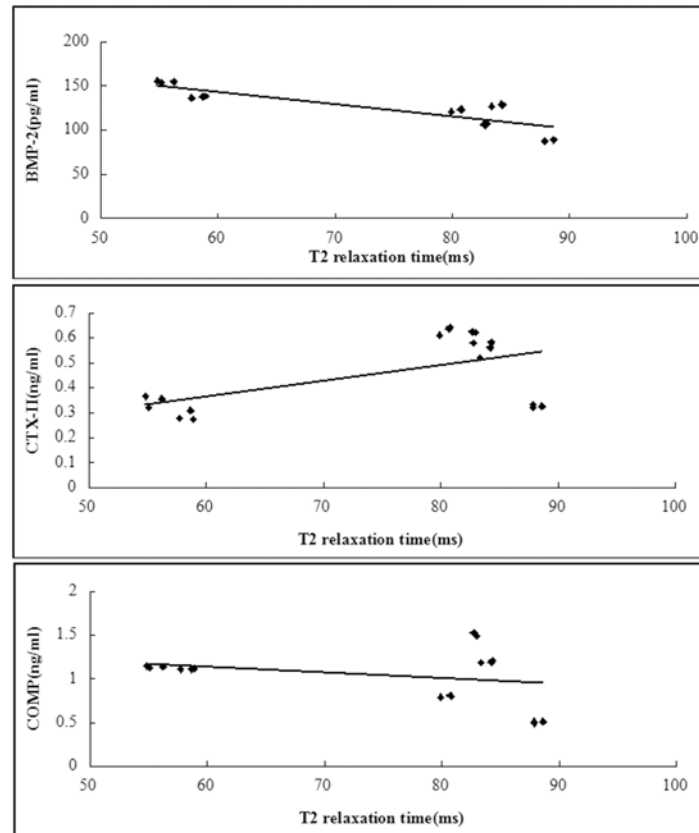 BMP-2(pg/ml)
200
150
100
50
0
50 60 70 80 90 100
T2 relaxation time(ms)
CTX-II(ng/ml)
0.7
0.6
0.5
0.4
0.3
0.2
0.1
0
50 60 70 80 90 100
T2 relaxation time(ms)
COMP(ng/ml)
2
1.5
1
0.5
0
50 60 70 80 90 100
T2 relaxation time(ms)